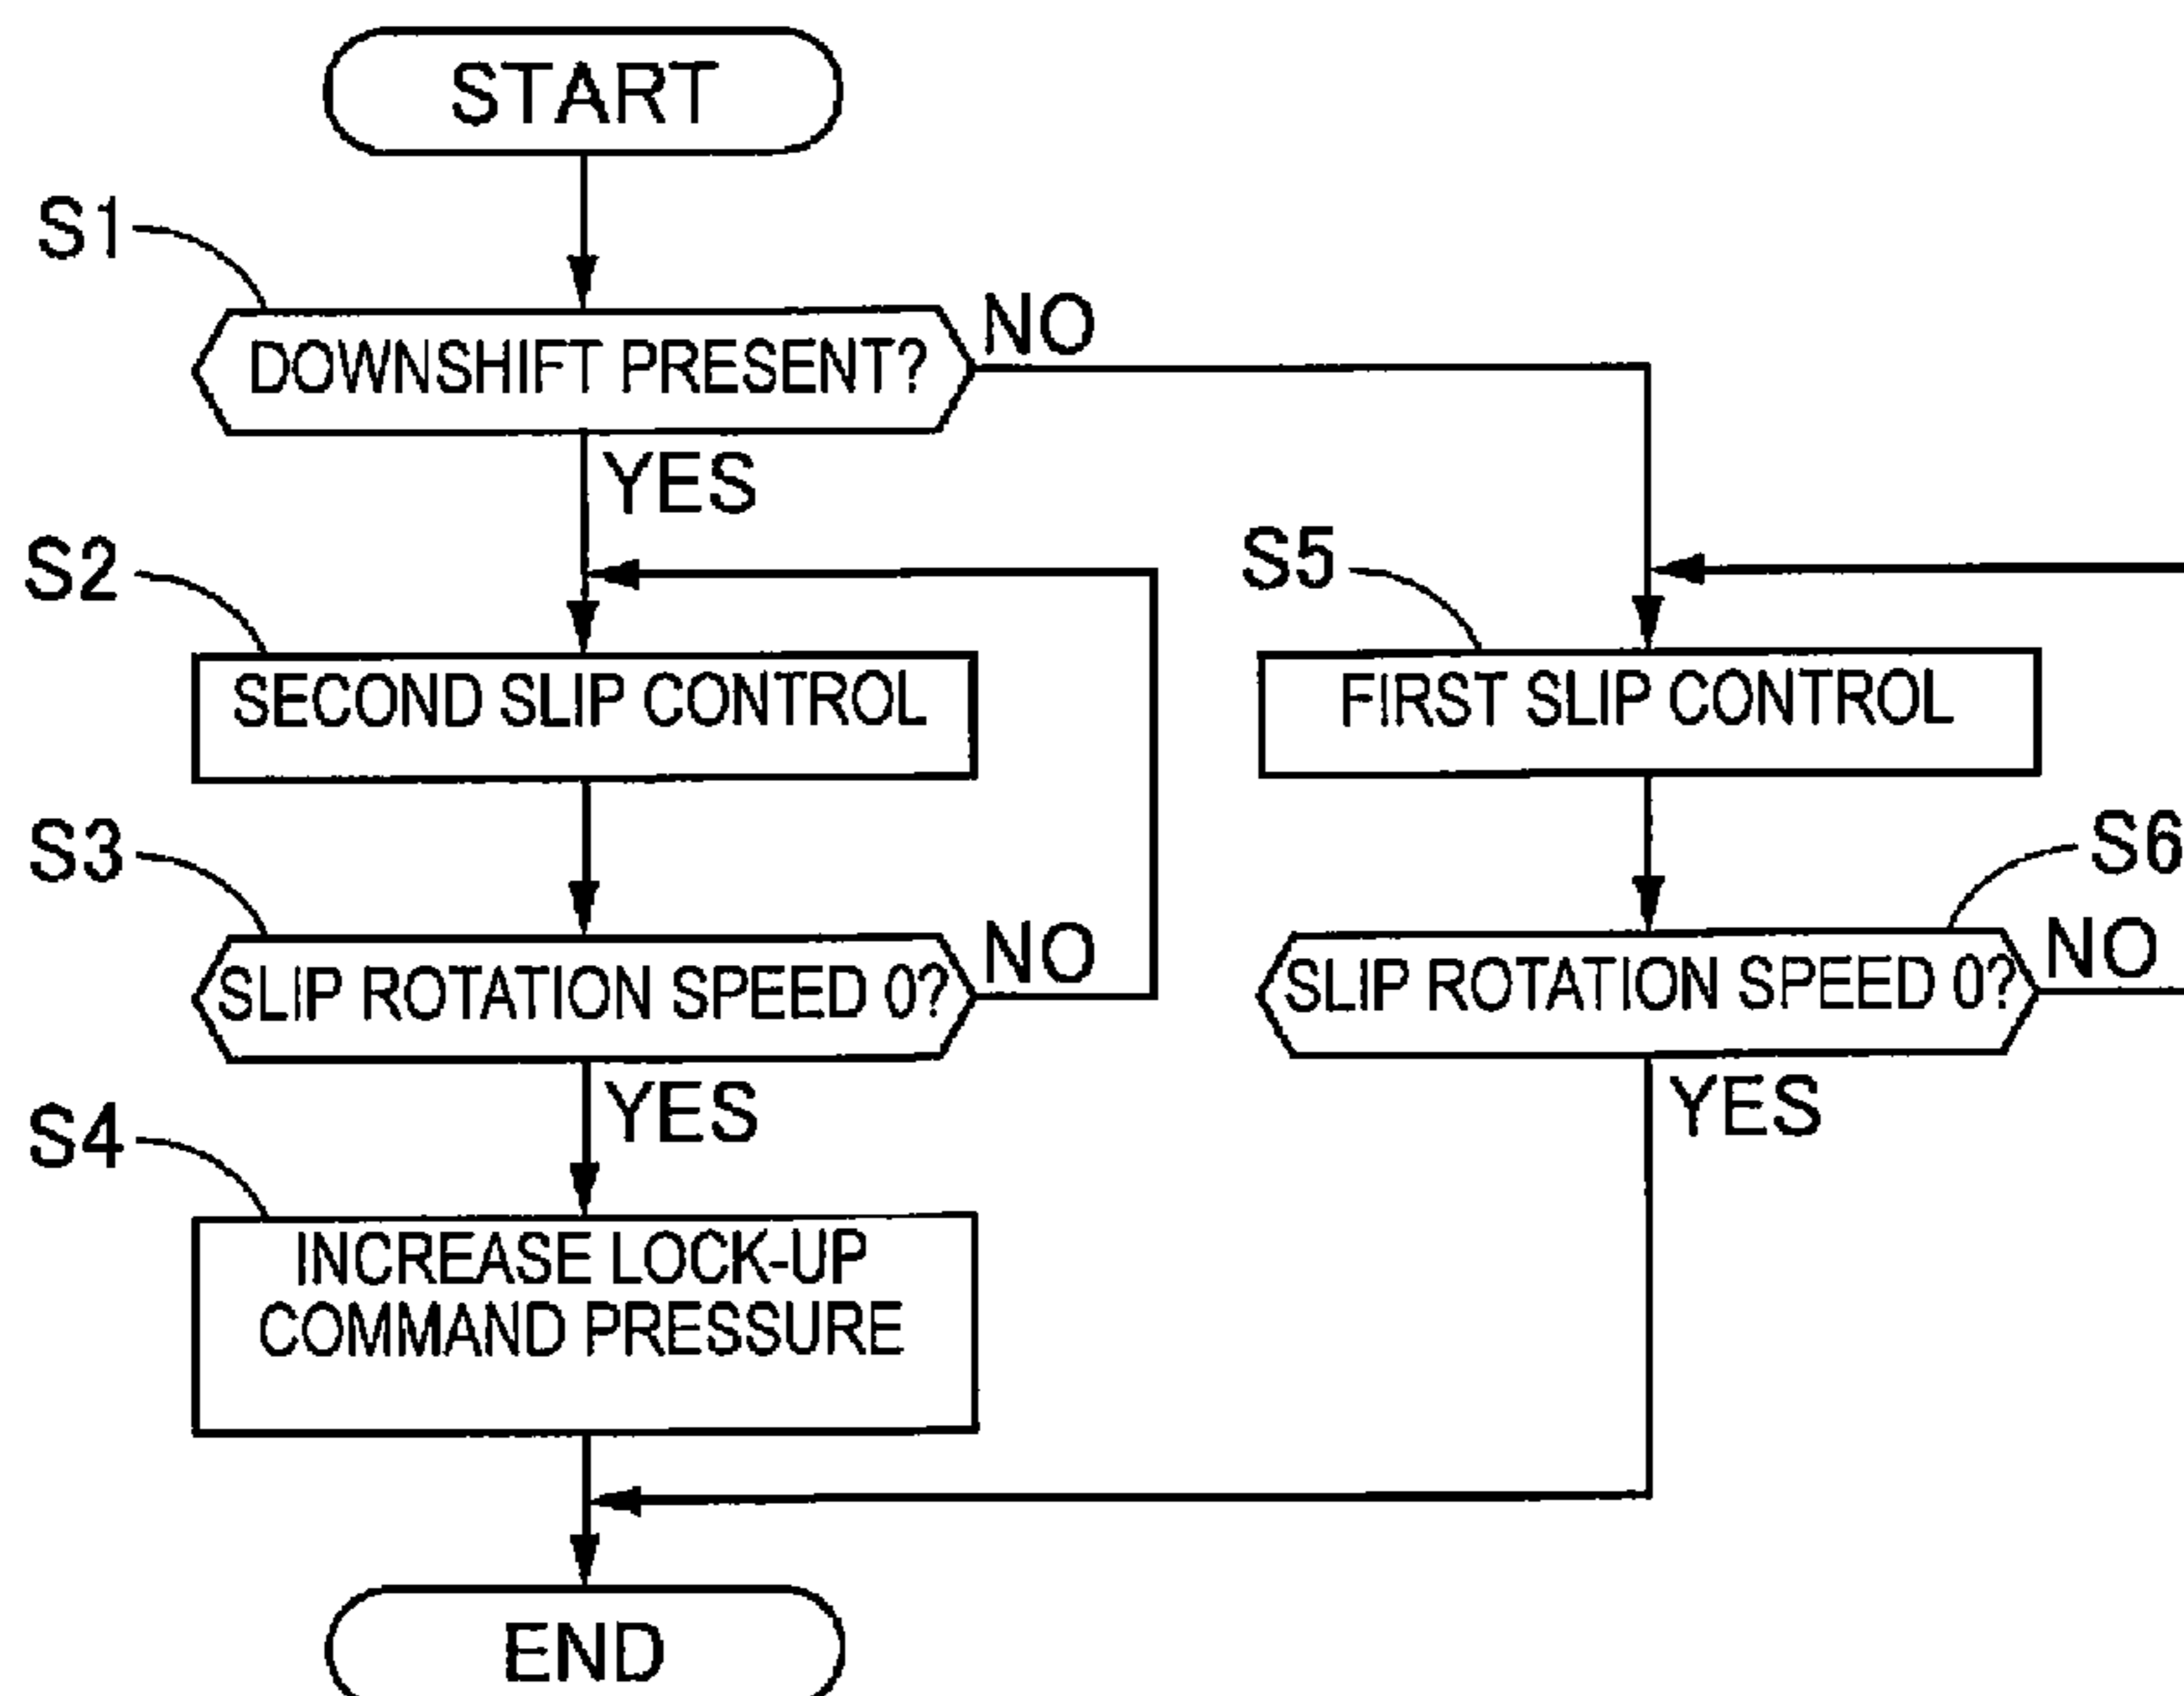 START
S1
DOWNSHIFT PRESENT?
NO
YES
S2
SECOND SLIP CONTROL
S3
SLIP ROTATION SPEED 0?
NO
YES
S4
INCREASE LOCK-UP
COMMAND PRESSURE
S5
FIRST SLIP CONTROL
S6
SLIP ROTATION SPEED 0?
NO
YES
END